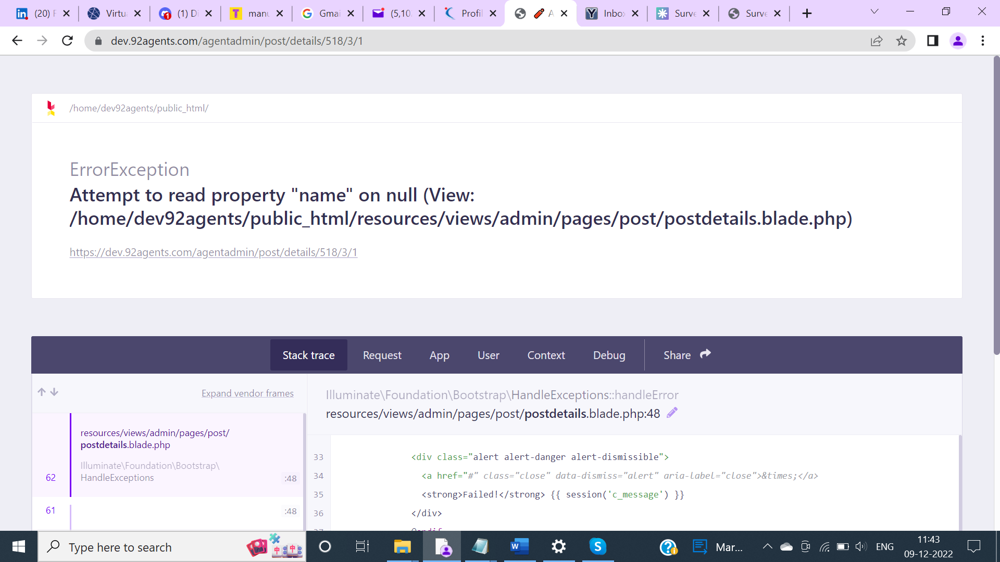 (20) F
Virtu
(1) Di
manu
Gmai
(5,10
Profil
Inbo
Surve
Surve
dev.92agents.com/agentadmin/post/details/518/3/1
/home/dev92agents/public_html/
ErrorException
Attempt to read property "name" on null (View:
/home/dev92agents/public_html/resources/views/admin/pages/post/postdetails.blade.php)
https://dev.92agents.com/agentadmin/post/details/518/3/1
Stack trace Request App User Context Debug Share
Expand vendor frames
Illuminate\Foundation\Bootstrap\HandleExceptions::handleError
resources/views/admin/pages/post/postdetails.blade.php:48
resources/views/admin/pages/post/
postdetails.blade.php
Illuminate\Foundation\Bootstrap\
HandleExceptions
62 :48
61 :48
33 <div class="alert alert-danger alert-dismissible">
34 <a href="#" class="close" data-dismiss="alert" aria-label="close">&times;</a>
35 <strong>Failed!</strong> {{ session('c_message') }}
36 </div>
37 @endif
Type here to search
Mar...
ENG
11:43
09-12-2022